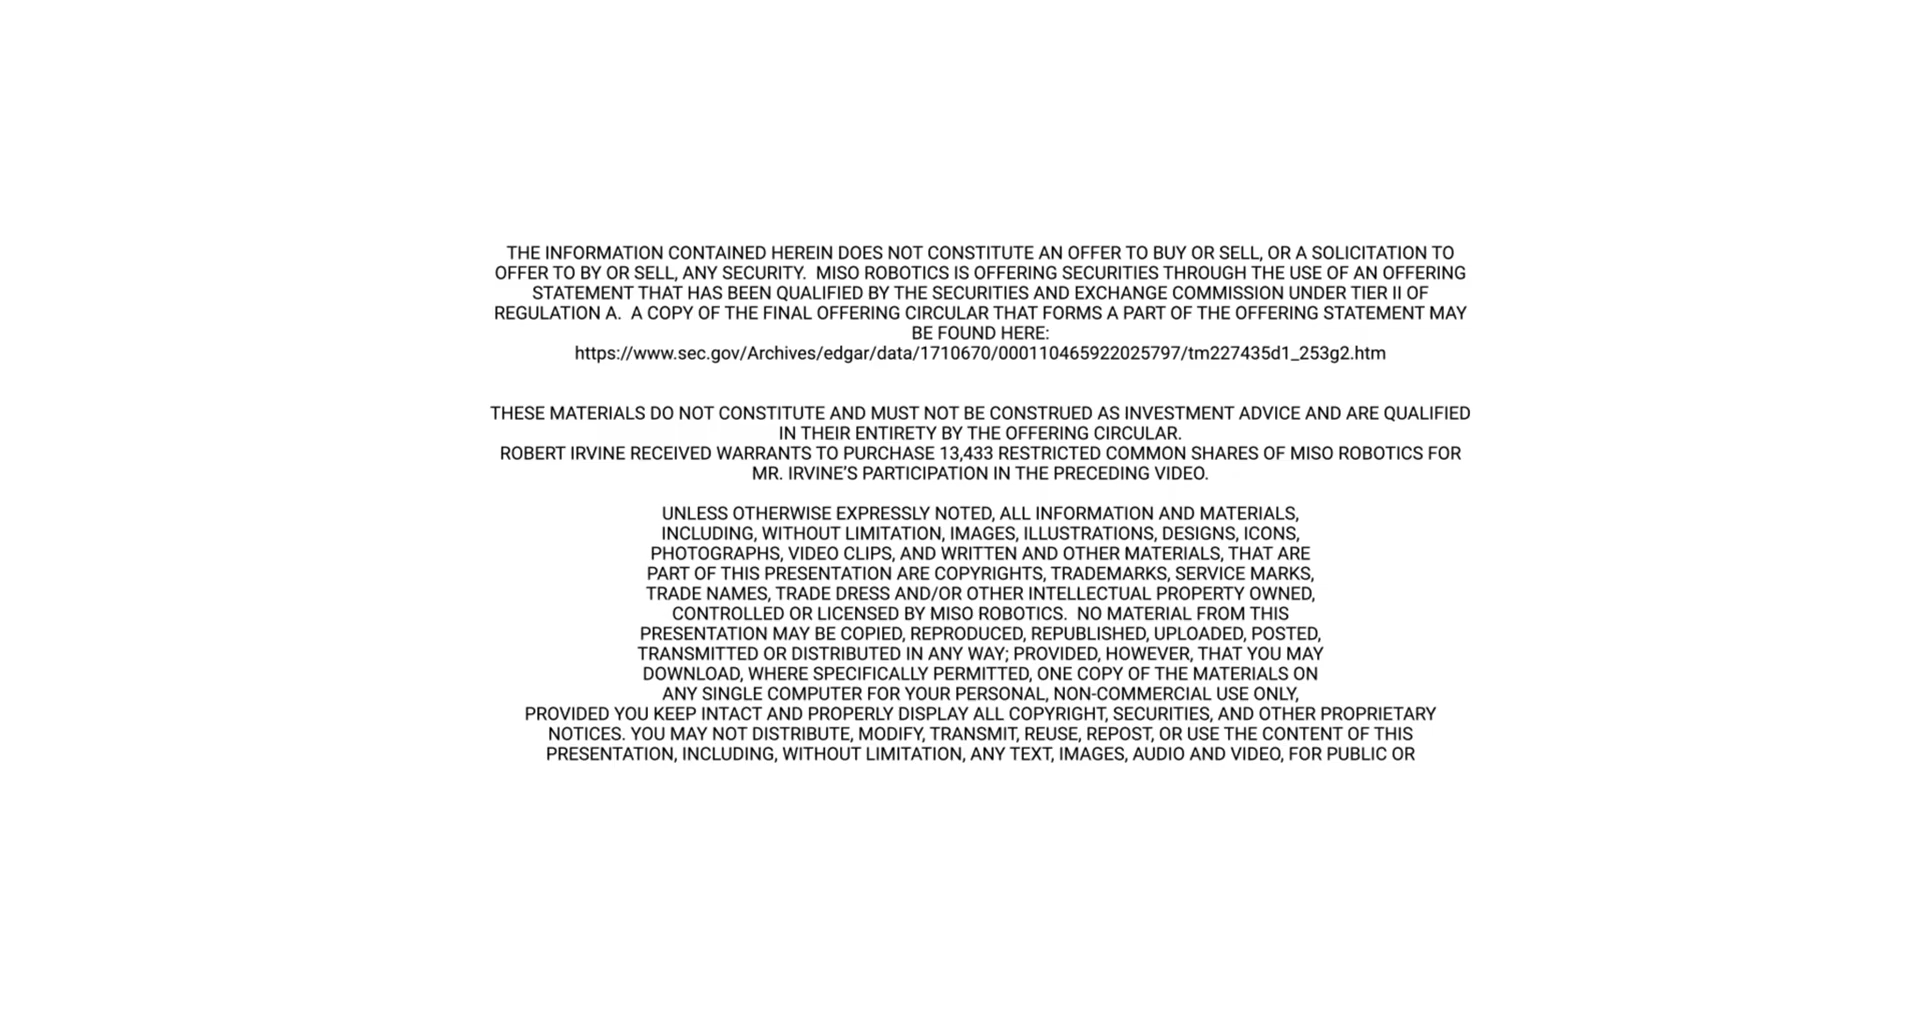 THE INFORMATION CONTAINED HEREIN DOES NOT CONSTITUTE AN OFFER TO BUY OR SELL, OR A SOLICITATION TO
OFFER TO BY OR SELL, ANY SECURITY.  MISO ROBOTICS IS OFFERING SECURITIES THROUGH THE USE OF AN OFFERING
STATEMENT THAT HAS BEEN QUALIFIED BY THE SECURITIES AND EXCHANGE COMMISSION UNDER TIER II OF
REGULATION A.  A COPY OF THE FINAL OFFERING CIRCULAR THAT FORMS A PART OF THE OFFERING STATEMENT MAY
BE FOUND HERE:
https://www.sec.gov/Archives/edgar/data/1710670/000110465922025797/tm227435d1_253g2.htm
THESE MATERIALS DO NOT CONSTITUTE AND MUST NOT BE CONSTRUED AS INVESTMENT ADVICE AND ARE QUALIFIED
IN THEIR ENTIRETY BY THE OFFERING CIRCULAR.
ROBERT IRVINE RECEIVED WARRANTS TO PURCHASE 13,433 RESTRICTED COMMON SHARES OF MISO ROBOTICS FOR
MR. IRVINE’S PARTICIPATION IN THE PRECEDING VIDEO.
UNLESS OTHERWISE EXPRESSLY NOTED, ALL INFORMATION AND MATERIALS,
INCLUDING, WITHOUT LIMITATION, IMAGES, ILLUSTRATIONS, DESIGNS, ICONS,
PHOTOGRAPHS, VIDEO CLIPS, AND WRITTEN AND OTHER MATERIALS, THAT ARE
PART OF THIS PRESENTATION ARE COPYRIGHTS, TRADEMARKS, SERVICE MARKS,
TRADE NAMES, TRADE DRESS AND/OR OTHER INTELLECTUAL PROPERTY OWNED,
CONTROLLED OR LICENSED BY MISO ROBOTICS.  NO MATERIAL FROM THIS
PRESENTATION MAY BE COPIED, REPRODUCED, REPUBLISHED, UPLOADED, POSTED,
TRANSMITTED OR DISTRIBUTED IN ANY WAY; PROVIDED, HOWEVER, THAT YOU MAY
DOWNLOAD, WHERE SPECIFICALLY PERMITTED, ONE COPY OF THE MATERIALS ON
ANY SINGLE COMPUTER FOR YOUR PERSONAL, NON-COMMERCIAL USE ONLY,
PROVIDED YOU KEEP INTACT AND PROPERLY DISPLAY ALL COPYRIGHT, SECURITIES, AND OTHER PROPRIETARY
NOTICES. YOU MAY NOT DISTRIBUTE, MODIFY, TRANSMIT, REUSE, REPOST, OR USE THE CONTENT OF THIS
PRESENTATION, INCLUDING, WITHOUT LIMITATION, ANY TEXT, IMAGES, AUDIO AND VIDEO, FOR PUBLIC OR